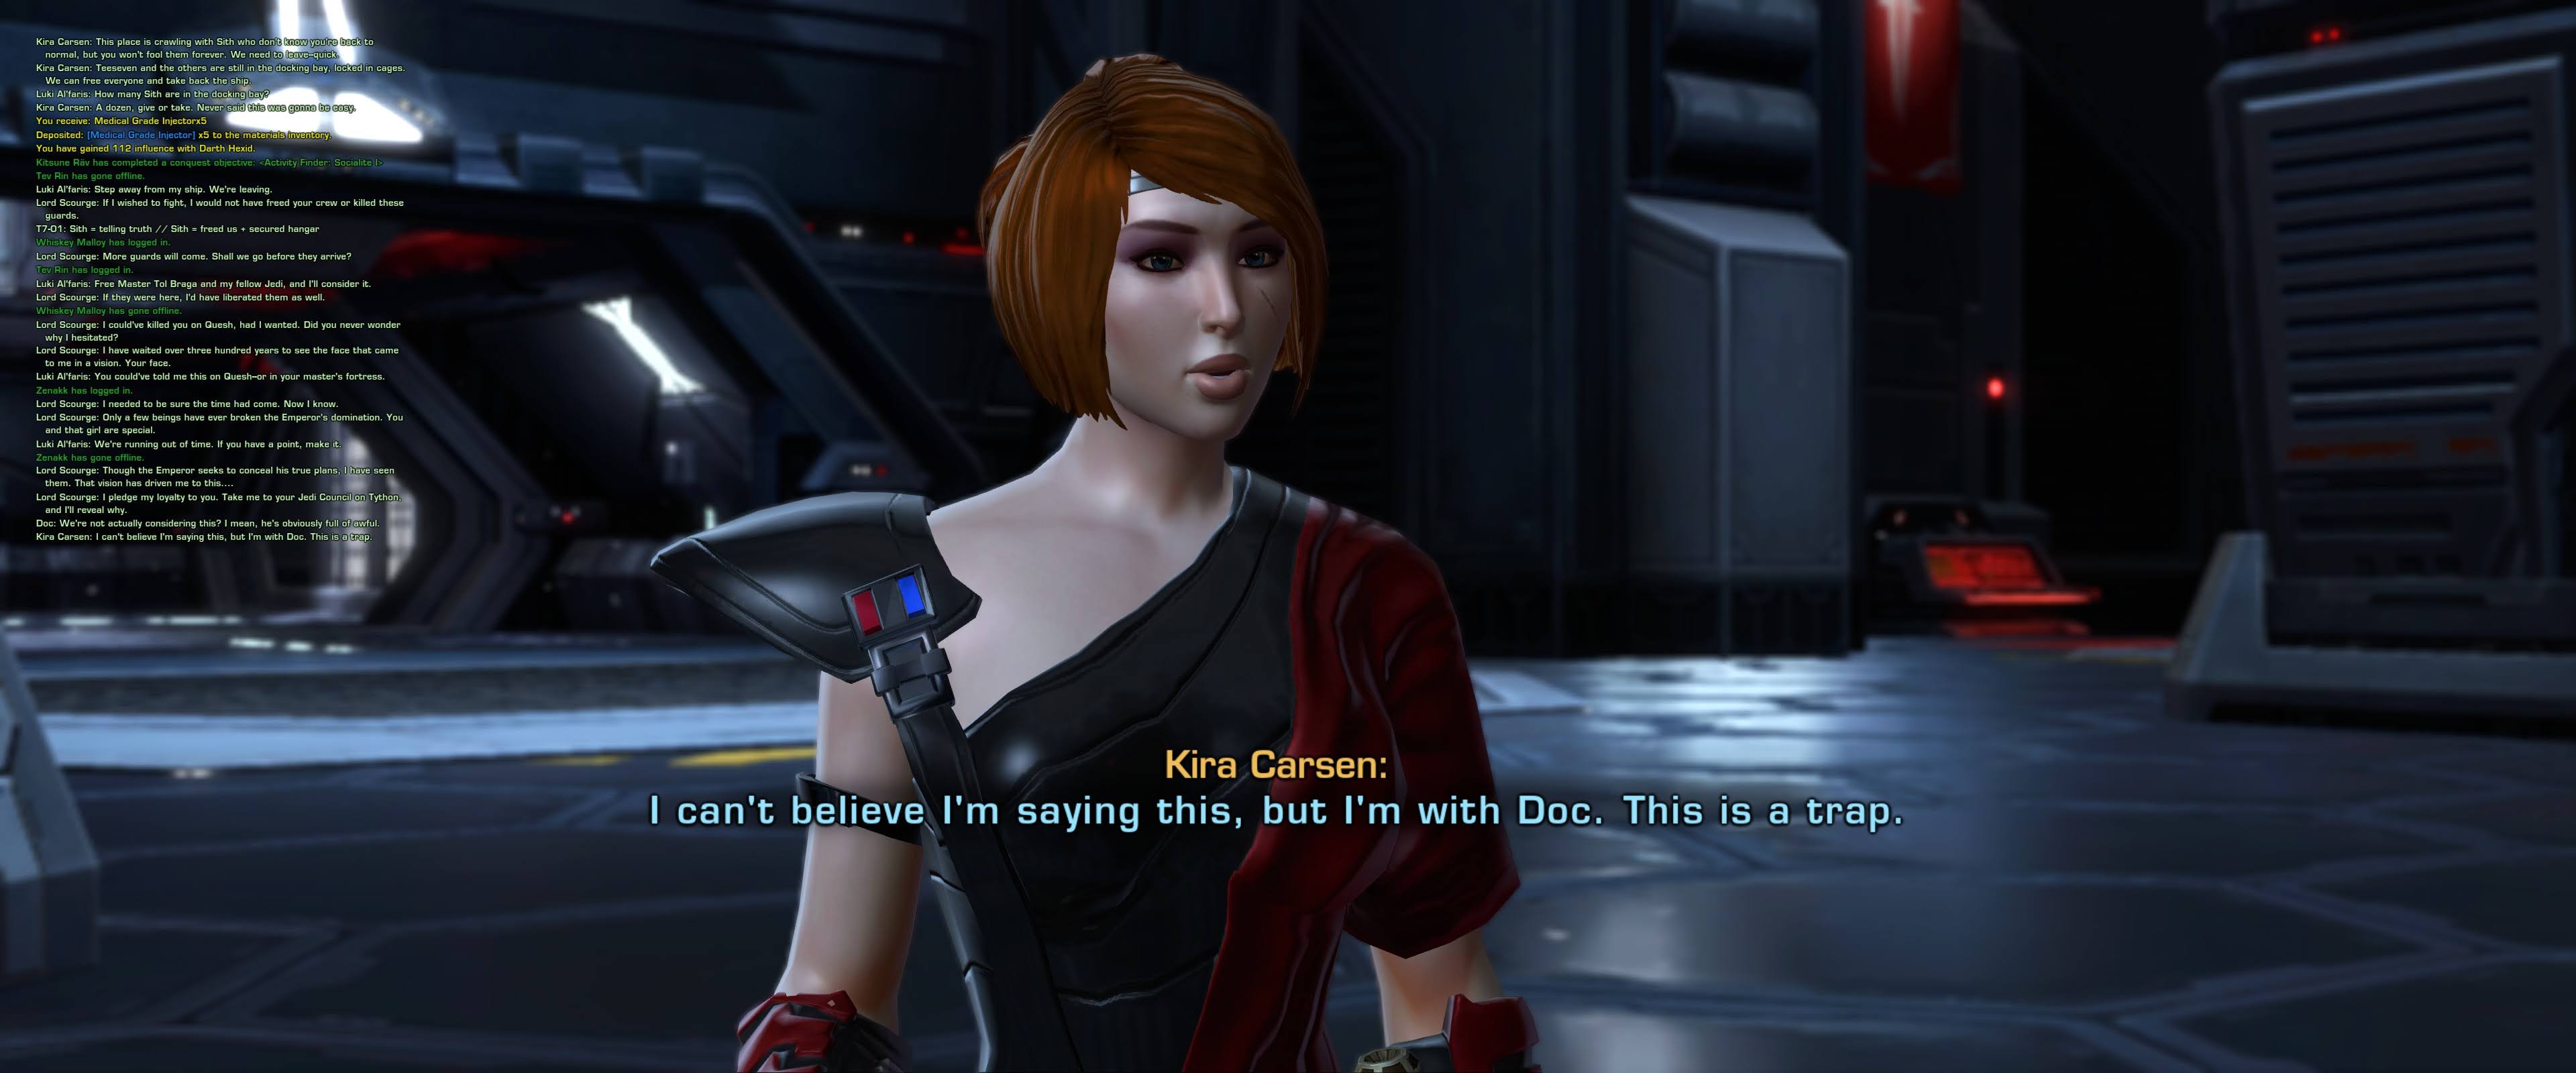 Kira Carsen: This place is crawling with Sith who don't know you're back to
normal, but you won't fool them forever. We need to leave–quick.
Kira Carsen: Teeseven and the others are still in the docking bay, locked in cages.
We can free everyone and take back the ship.
Luki Al'faris: How many Sith are in the docking bay?
Kira Carsen: A dozen, give or take. Never said this was gonna be easy.
You receive: Medical Grade Injectorx5
Deposited: [Medical Grade Injector] x5 to the materials inventory.
You have gained 112 influence with Darth Hexid.
Kitsune Räv has completed a conquest objective: <Activity Finder: Socialite I>
Tev Rin has gone offline.
Luki Al'faris: Step away from my ship. We're leaving.
Lord Scourge: If I wished to fight, I would not have freed your crew or killed these
guards.
T7-01: Sith = telling truth // Sith = freed us + secured hangar
Whiskey Malloy has logged in.
Lord Scourge: More guards will come. Shall we go before they arrive?
Tev Rin has logged in.
Luki Al'faris: Free Master Tol Braga and my fellow Jedi, and I'll consider it.
Lord Scourge: If they were here, I'd have liberated them as well.
Whiskey Malloy has gone offline.
Lord Scourge: I could've killed you on Quesh, had I wanted. Did you never wonder
why I hesitated?
Lord Scourge: I have waited over three hundred years to see the face that came
to me in a vision. Your face.
Luki Al'faris: You could've told me this on Quesh–or in your master's fortress.
Zenakk has logged in.
Lord Scourge: I needed to be sure the time had come. Now I know.
Lord Scourge: Only a few beings have ever broken the Emperor's domination. You
and that girl are special.
Luki Al'faris: We're running out of time. If you have a point, make it.
Zenakk has gone offline.
Lord Scourge: Though the Emperor seeks to conceal his true plans, I have seen
them. That vision has driven me to this....
Lord Scourge: I pledge my loyalty to you. Take me to your Jedi Council on Tython,
and I'll reveal why.
Doc: We're not actually considering this? I mean, he's obviously full of awful.
Kira Carsen: I can't believe I'm saying this, but I'm with Doc. This is a trap.
Kira Carsen:
I can't believe I'm saying this, but I'm with Doc. This is a trap.